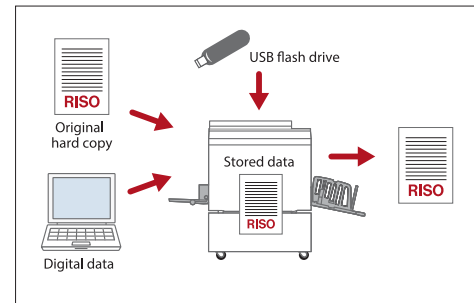 USB flash drive
RISO
Original
hard copy
Stored data
RISO
RISO
Digital data